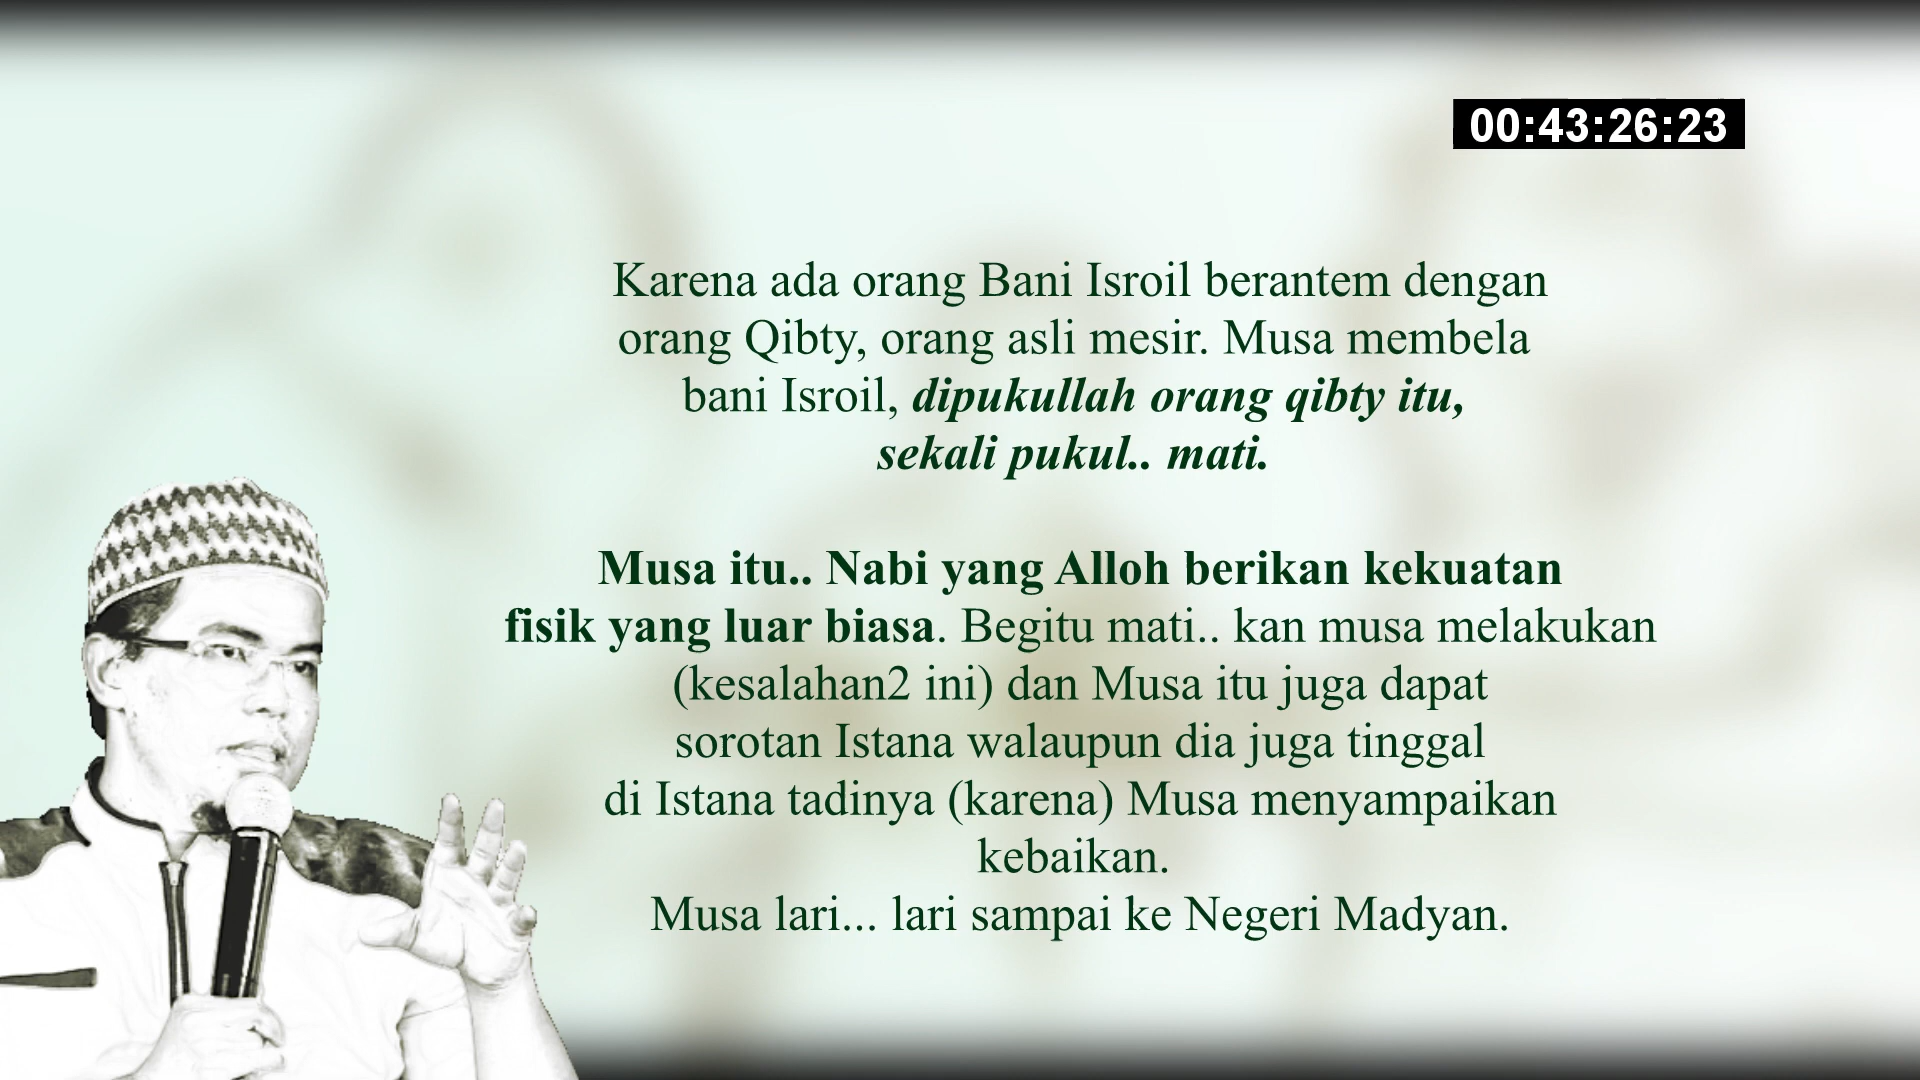 00:43:26:23
Karena ada orang Bani Isroil berantem dengan
orang Qibty, orang asli mesir. Musa membela
bani Isroil, dipukullah orang qibty itu,
sekali pukul.. mati.
Musa itu.. Nabi yang Alloh berikan kekuatan
fisik yang luar biasa. Begitu mati.. kan musa melakukan
(kesalahan2 ini) dan Musa itu juga dapat
sorotan Istana walaupun dia juga tinggal
di Istana tadinya (karena) Musa menyampaikan
kebaikan.
Musa lari... lari sampai ke Negeri Madyan.